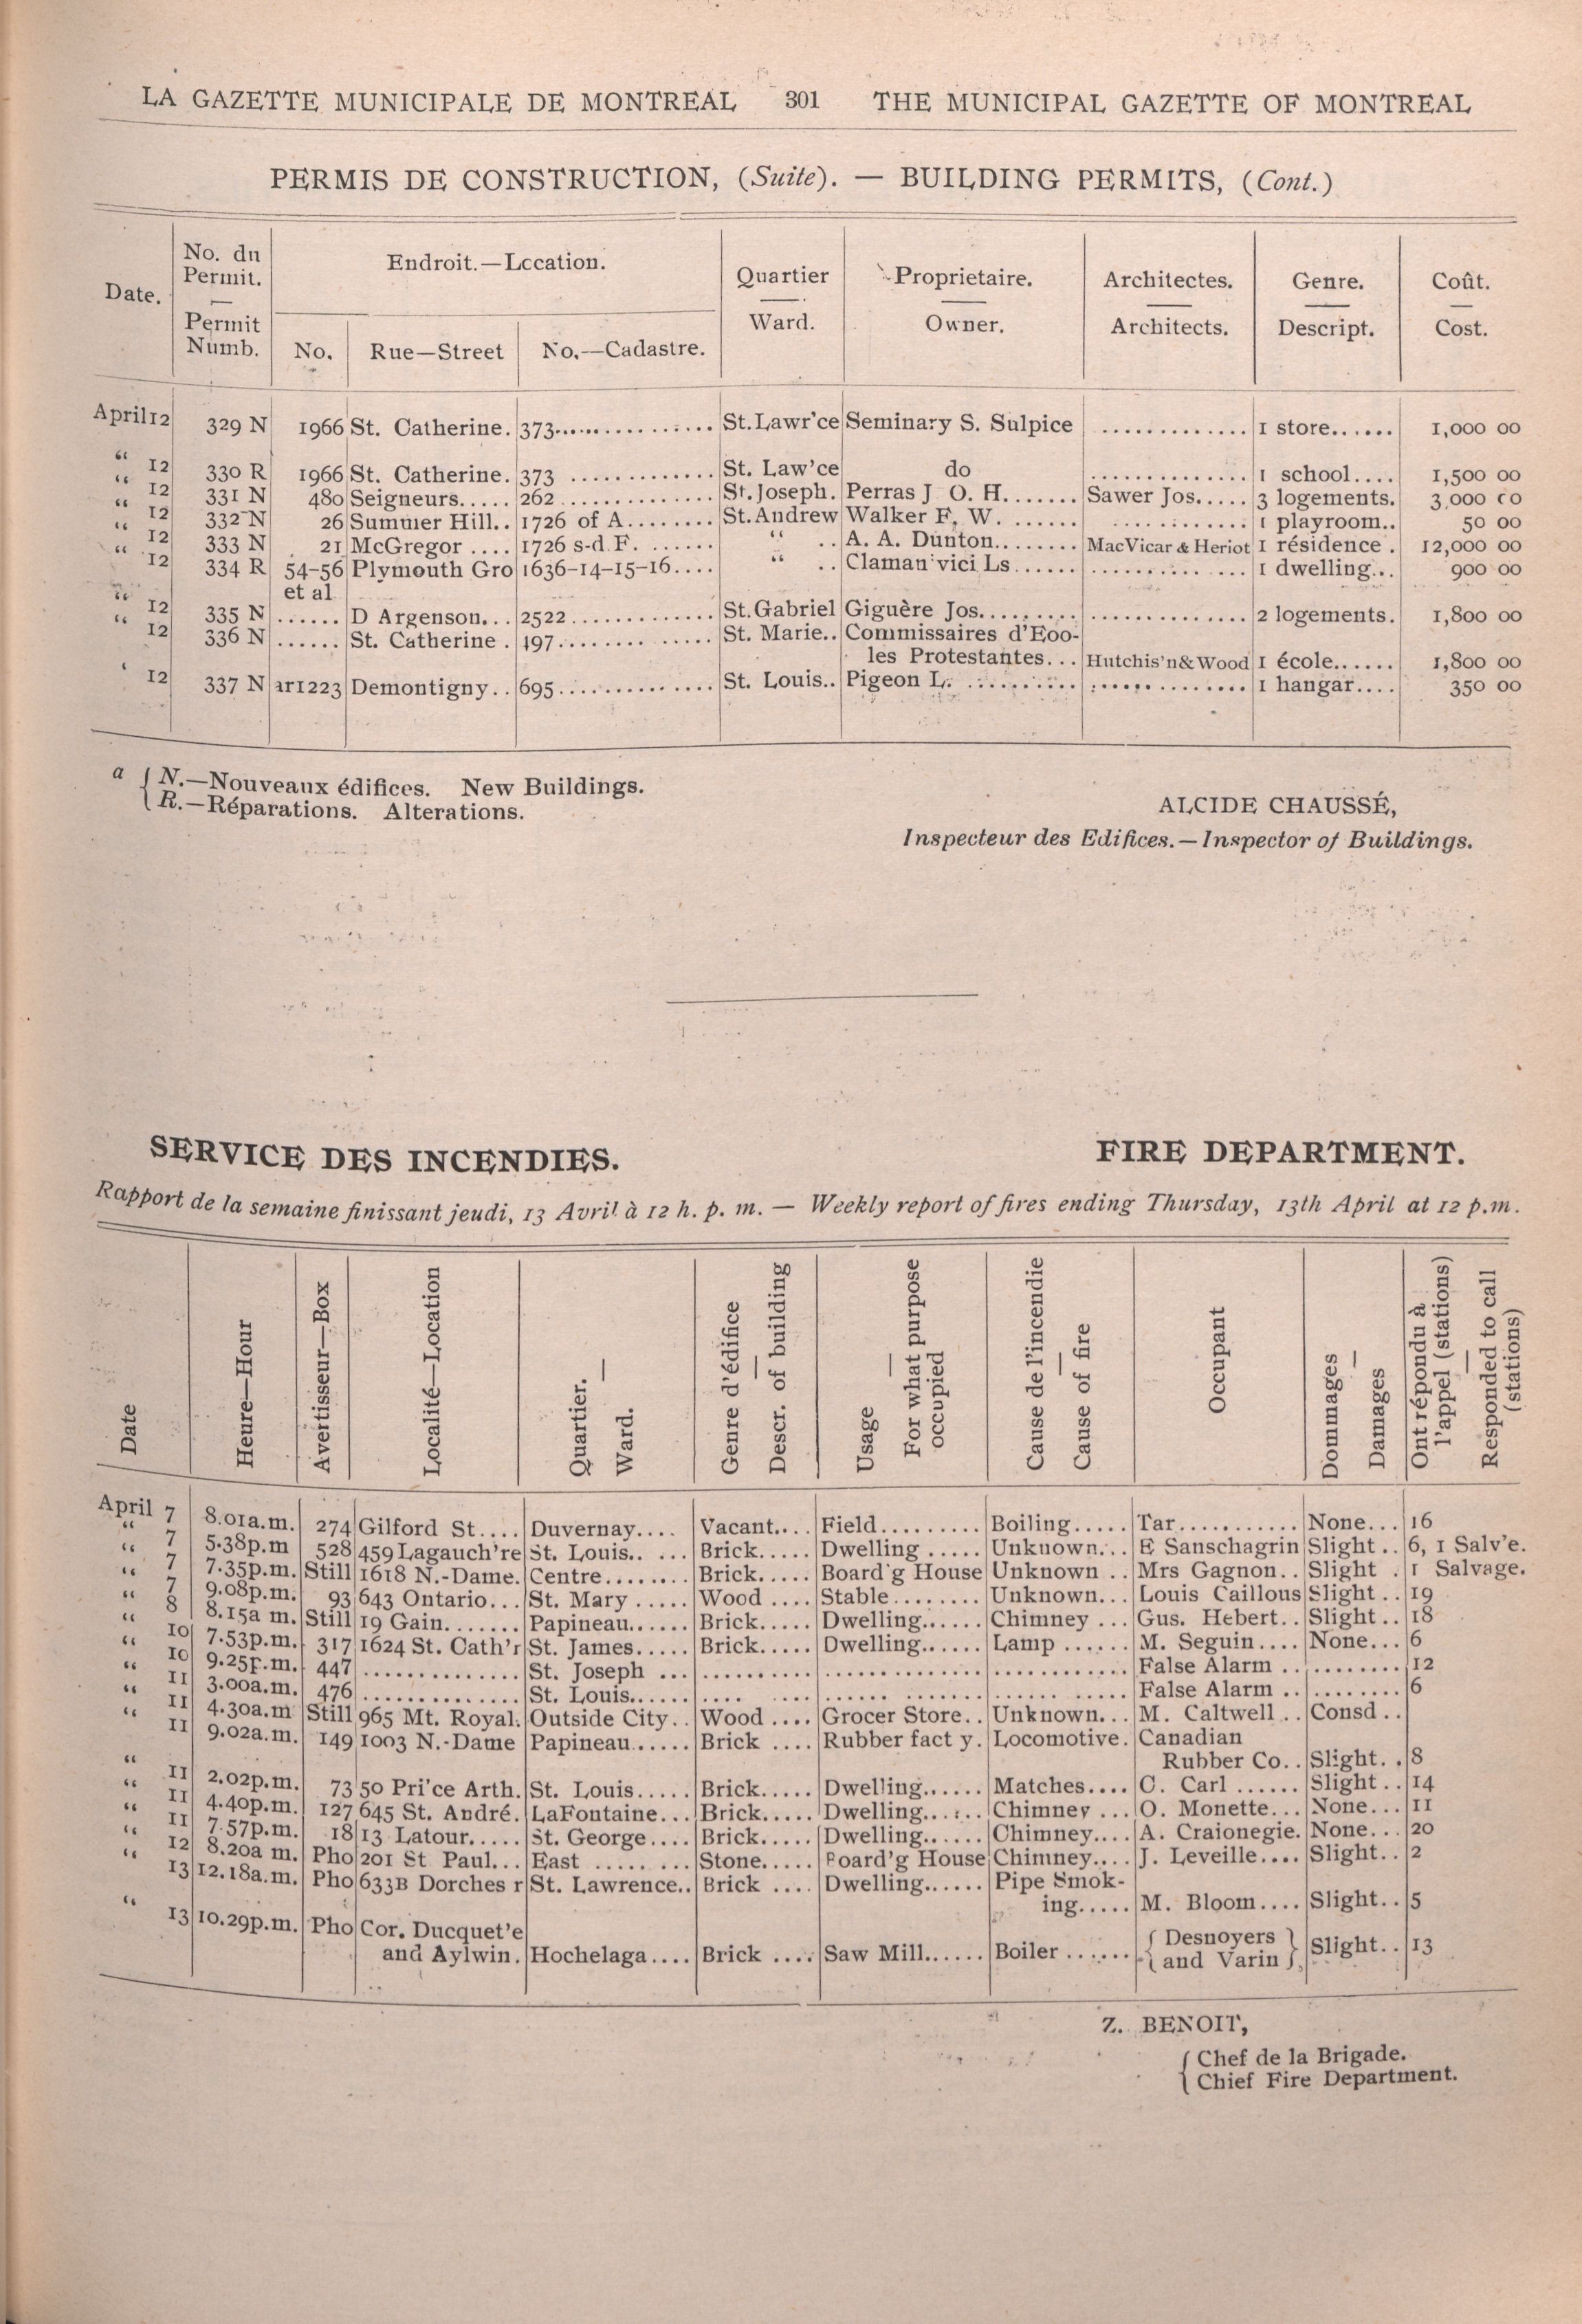 LA GAZETTE MUNICIPALE DE MONTREAL 301 THE MUNICIPAL GAZETTE OF MONTREAL
PERMIS DE CONSTRUCTION, (Suite). — BUILDING PERMITS, (Cont.)
Date. No. du Permit. — Permit Numb. Endroit.—Lccation. Quartier — Ward. Proprietaire. — Owner. Architectes. — Architects. Genre. — Descript. Coût. — Cost.
No. Rue—Street No.—Cadastre.
April 12 329 N 1966 St. Catherine. 373 St. Lawr'ce Seminary S. Sulpice 1 store 1,000 00
“ 12 330 R 1966 St. Catherine. 373 St. Law'ce do 1 school 1,500 00
“ 12 331 N 480 Seigneurs 262 St. Joseph. Perras J O. H. Sawer Jos. 3 logements. 3,000 00
“ 12 332 N 26 Summer Hill.. 1726 of A St. Andrew Walker F. W. 1 playroom.. 50 00
“ 12 333 N 21 McGregor 1726 s-d F. “ .. A. A. Dunton MacVicar & Heriot 1 résidence . 12,000 00
“ 12 334 R 54-56 Plymouth Gro 1636-14-15-16 “ .. Claman vici Ls 1 dwelling... 900 00
et al
“ 12 335 N D Argenson... 2522 St. Gabriel Giguère Jos. 2 logements. 1,800 00
“ 12 336 N St. Catherine . 497 St. Marie.. Commissaires d'Eoo-
les Protestantes... Hutchis'n & Wood 1 école 1,800 00
‘ 12 337 N ar1223 Demontigny.. 695 St. Louis.. Pigeon L. 1 hangar.... 350 00
a { N.—Nouveaux édifices. New Buildings.
R.—Réparations. Alterations.
ALCIDE CHAUSSÉ,
Inspecteur des Edifices.—Inspector of Buildings.
SERVICE DES INCENDIES. FIRE DEPARTMENT.
Rapport de la semaine finissant jeudi, 13 Avril à 12 h. p. m. — Weekly report of fires ending Thursday, 13th April at 12 p.m.
Date Heure—Hour Avertisseur—Box Localité—Location Quartier. — Ward. Genre d'édifice — Descr. of building Usage — For what purpose occupied Cause de l'incendie — Cause of fire Occupant Dommages — Damages Ont répondu à l'appel (stations) — Responded to call (stations)
April 7 8.01a.m. 274 Gilford St.... Duvernay.... Vacant.... Field Boiling..... Tar None... 16
“ 7 5.38p.m 528 459 Lagauch're St. Louis.. ... Brick..... Dwelling ..... Unknown... E Sanschagrin Slight .. 6, 1 Salv'e.
“ 7 7.35p.m. Still 1618 N.-Dame. Centre Brick..... Board'g House Unknown .. Mrs Gagnon.. Slight . 1 Salvage.
“ 7 9.08p.m. 93 643 Ontario... St. Mary ..... Wood .... Stable Unknown... Louis Caillous Slight .. 19
“ 8 8.15a m. Still 19 Gain Papineau...... Brick..... Dwelling...... Chimney ... Gus. Hebert.. Slight .. 18
“ 10 7.53p.m. 317 1624 St. Cath'r St. James..... Brick..... Dwelling...... Lamp ...... M. Seguin.... None... 6
“ 10 9.25p.m. 447 St. Joseph ... False Alarm .. 12
“ 11 3.00a.m. 476 St. Louis...... False Alarm .. 6
“ 11 4.30a.m Still 965 Mt. Royal. Outside City.. Wood .... Grocer Store.. Unknown... M. Caltwell .. Consd ..
“ 11 9.02a.m. 149 1003 N.-Dame Papineau...... Brick .... Rubber fact y. Locomotive. Canadian
Rubber Co.. Slight. . 8
“ 11 2.02p.m. 73 50 Pri'ce Arth. St. Louis..... Brick..... Dwelling...... Matches.... C. Carl ...... Slight .. 14
“ 11 4.40p.m. 127 645 St. André. LaFontaine... Brick..... Dwelling...... Chimney ... O. Monette... None... 11
“ 11 7.57p.m. 18 13 Latour..... St. George.... Brick..... Dwelling...... Chimney.... A. Craionegie. None... 20
“ 12 8.20a m. Pho 201 St Paul... East Stone..... Board'g House Chimney.... J. Leveille.... Slight.. 2
“ 13 12.18a.m. Pho 633B Dorches r St. Lawrence.. Brick .... Dwelling...... Pipe Smok-
ing..... M. Bloom.... Slight.. 5
“ 13 10.29p.m. Pho Cor. Ducquet'e
and Aylwin. Hochelaga.... Brick .... Saw Mill...... Boiler ...... { Desnoyers and Varin } Slight.. 13
Z. BENOIT,
{ Chef de la Brigade.
Chief Fire Department.